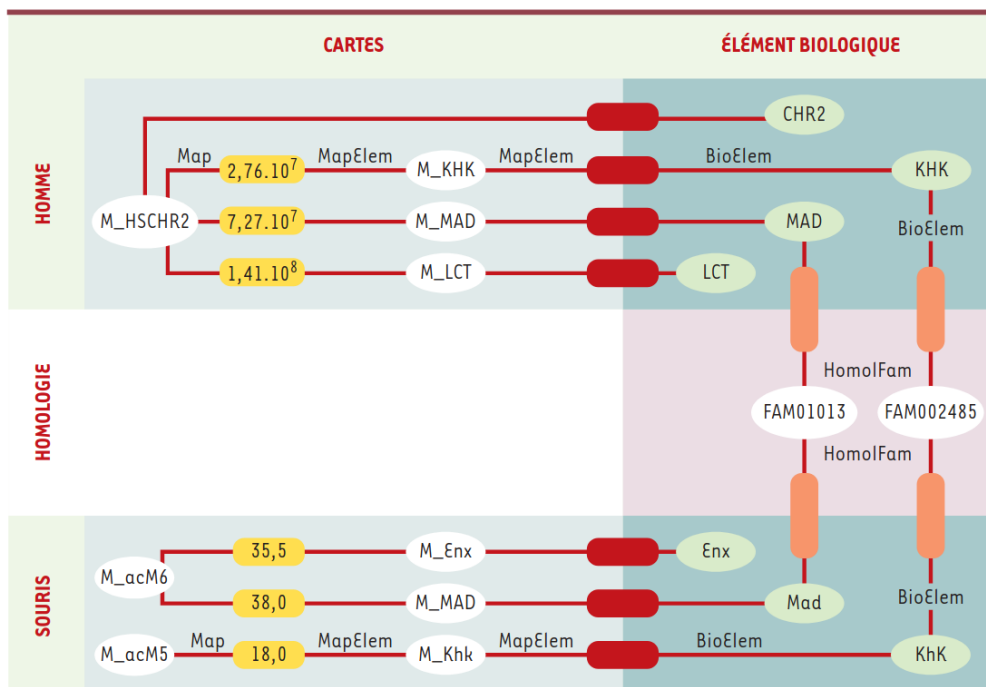 CARTES
ÉLÉMENT BIOLOGIQUE
HOMME
CHR2
Map
MapElem
MapElem
BioElem
2,76.10⁷
M_KHK
KHK
M_HSCHR2
7,27.10⁷
M_MAD
MAD
BioElem
1,41.10⁸
M_LCT
LCT
HOMOLOGIE
HomolFam
FAM01013
FAM002485
HomolFam
SOURIS
35,5
M_Enx
Enx
M_acM6
38,0
M_MAD
Mad
BioElem
Map
MapElem
MapElem
BioElem
M_acM5
18,0
M_Khk
KhK